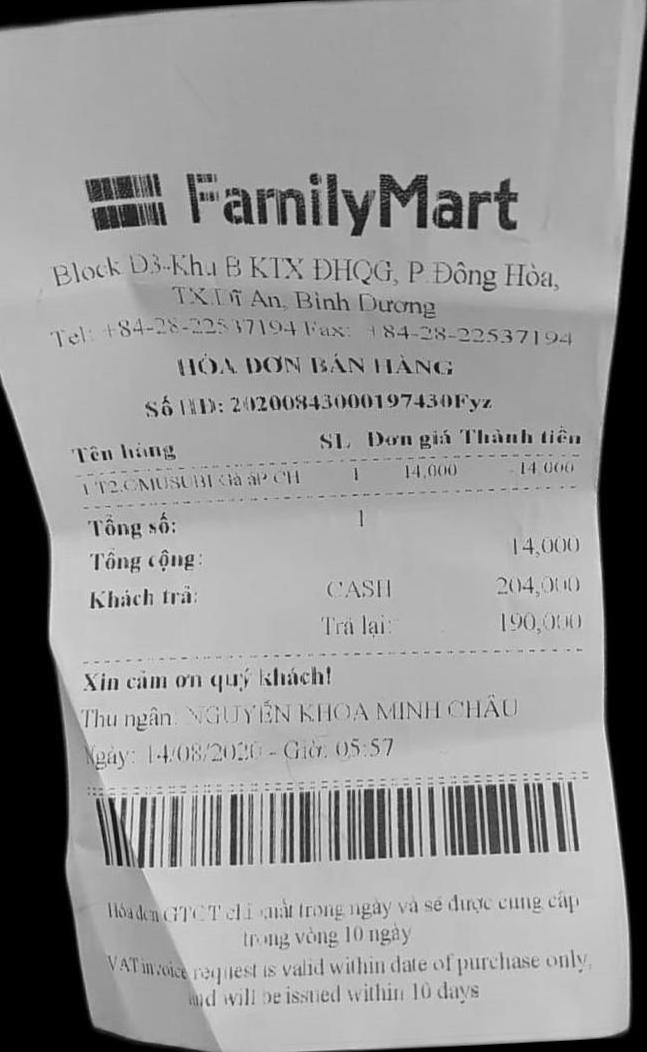 FamilyMart
Block D3-Khu B KTX ĐHQG, P.Đông Hòa,
TX.Dĩ An, Bình Dương
Tel: +84-28-22537194 Fax: +84-28-22537194
HÓA ĐƠN BÁN HÀNG
Số HĐ: 20200843000197430Fyz
Tên hàng SL Đơn giá Thành tiền
1 T2.OMUSUBI Gà áP CH 1 14,000 14,000
Tổng số: 1
Tổng cộng: 14,000
Khách trả: CASH 204,000
Trả lại: 190,000
Xin cảm ơn quý khách!
Thu ngân: NGUYỄN KHOA MINH CHÂU
Ngày: 14/08/2020 - Giờ: 05:57
Hóa đơn GTGT chỉ xuất trong ngày và sẽ được cung cấp
trong vòng 10 ngày
VAT invoice request is valid within date of purchase only,
and will be issued within 10 days